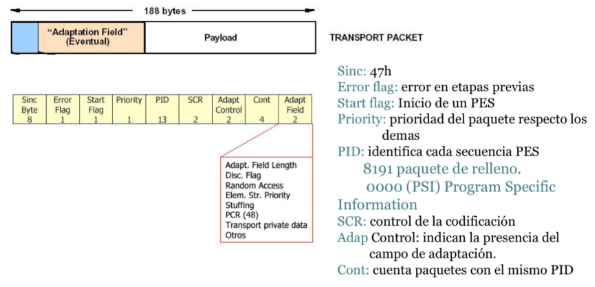 188 bytes
"Adaptation Field"
(Eventual)
Payload
TRANSPORT PACKET
Sinc Byte 8
Error Flag 1
Start Flag 1
Priority 1
PID 13
SCR 2
Adapt Control 2
Cont 4
Adapt Field 2
Adapt. Field Length
Disc. Flag
Random Access
Elem. Str. Priority
Stuffing
PCR (48)
Transport private data
Otros
Sinc: 47h
Error flag: error en etapas previas
Start flag: Inicio de un PES
Priority: prioridad del paquete respecto los
demas
PID: identifica cada secuencia PES
8191 paquete de relleno.
0000 (PSI) Program Specific
Information
SCR: control de la codificación
Adap Control: indican la presencia del
campo de adaptación.
Cont: cuenta paquetes con el mismo PID